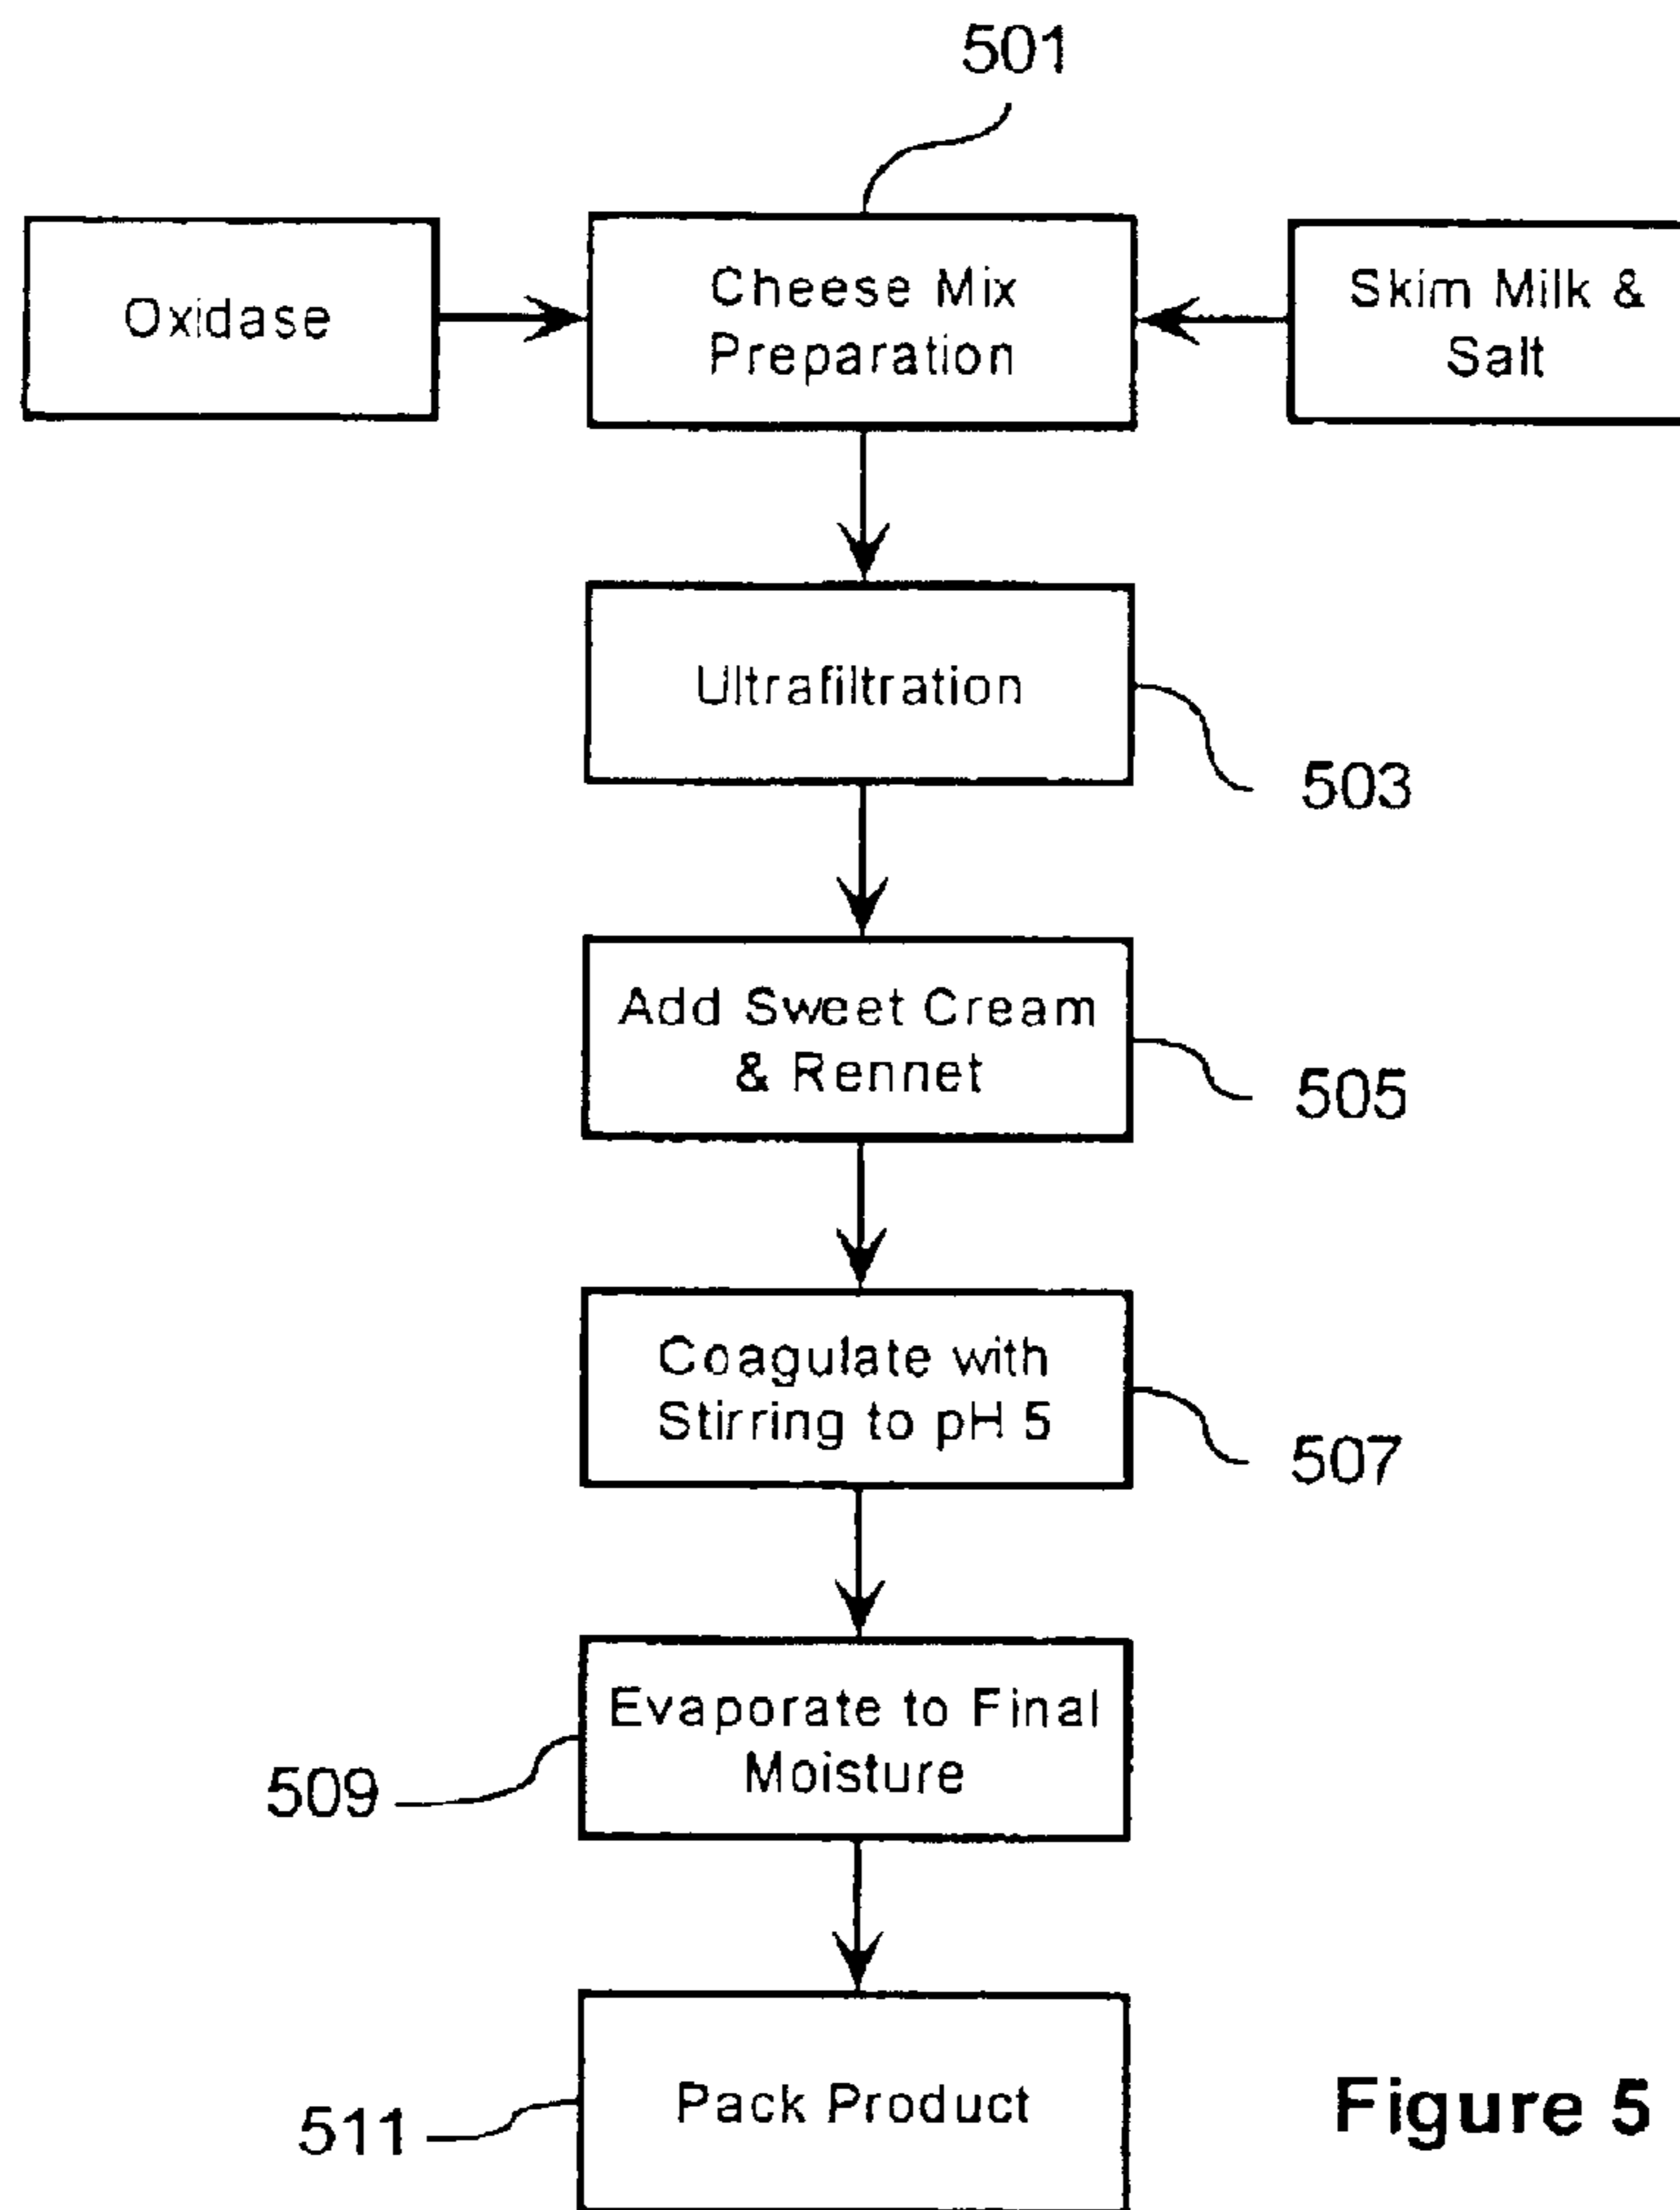 501
Oxidase
Cheese Mix
Preparation
Skim Milk &
Salt
Ultrafiltration
503
Add Sweet Cream
& Rennet
505
Coagulate with
Stirring to pH 5
507
Evaporate to Final
Moisture
509
Pack Product
511
Figure 5